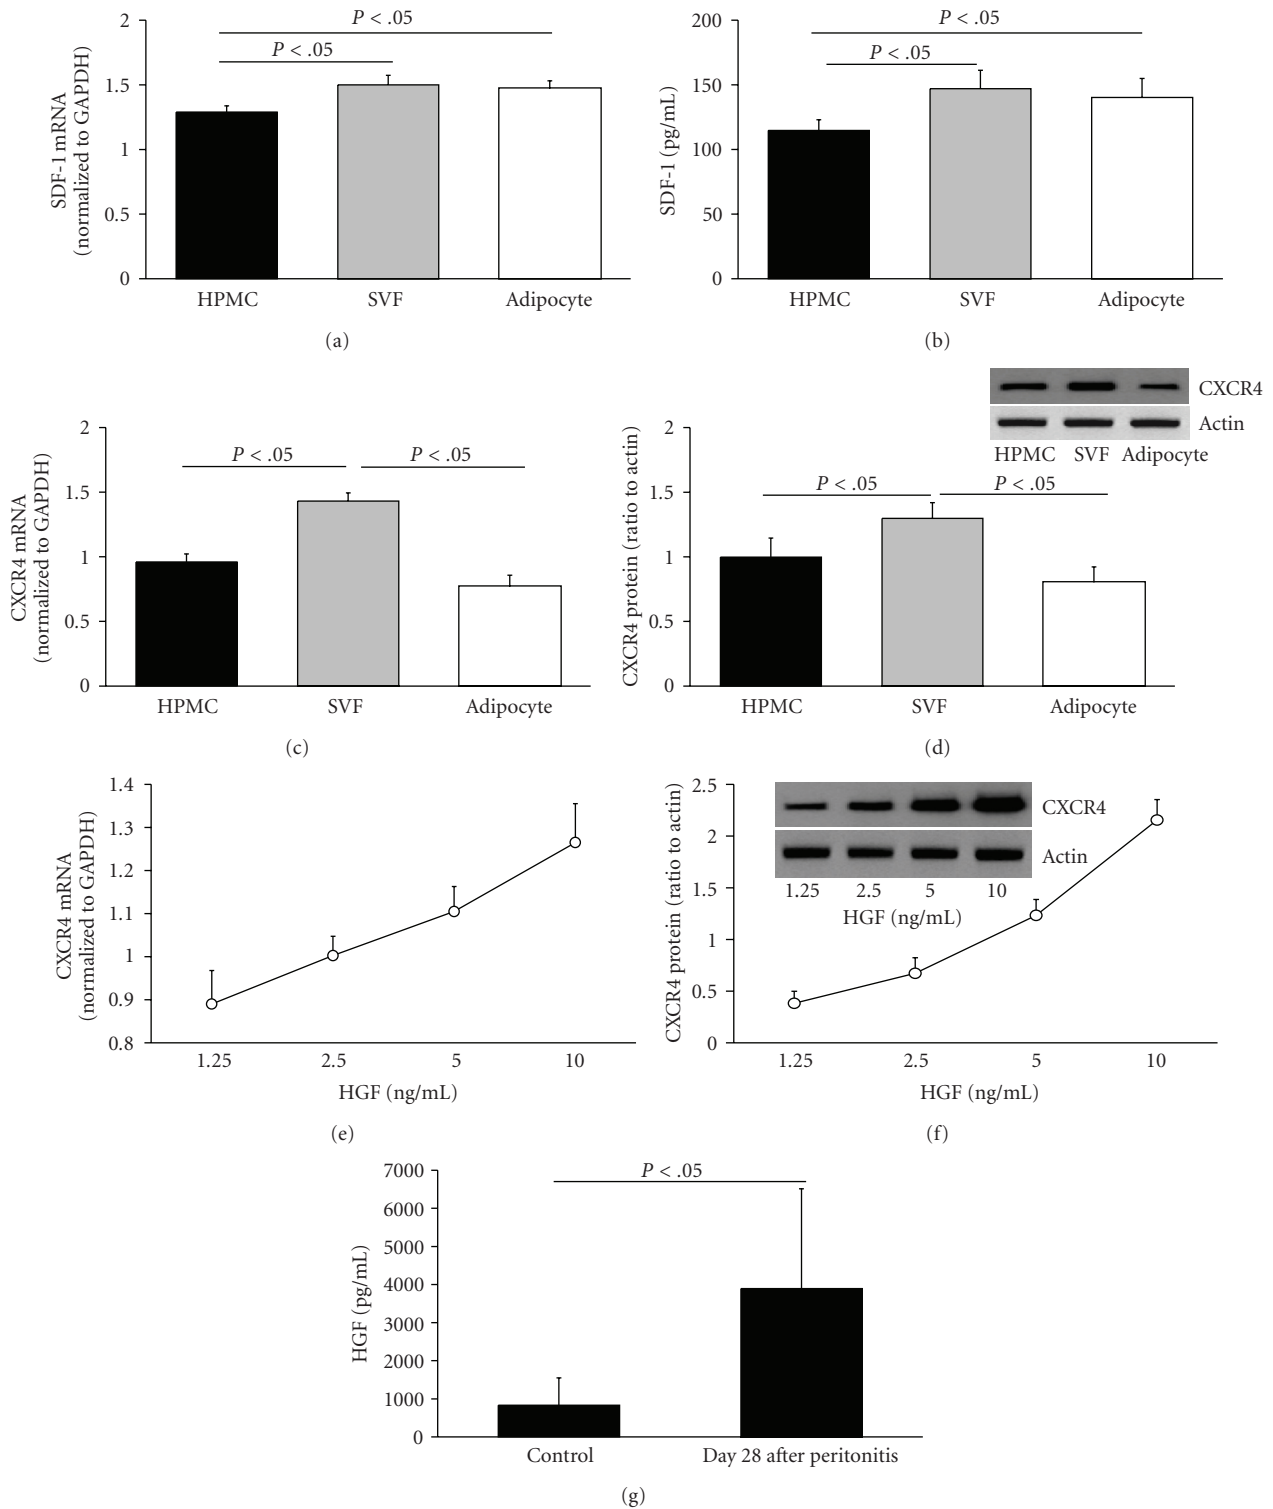 P < .05
P < .05
SDF-1 mRNA
(normalized to GAPDH)
2
1.5
1
0.5
0
HPMC SVF Adipocyte
(a)
P < .05
P < .05
SDF-1 (pg/mL)
200
150
100
50
0
HPMC SVF Adipocyte
(b)
P < .05 P < .05
CXCR4 mRNA
(normalized to GAPDH)
2
1.5
1
0.5
0
HPMC SVF Adipocyte
(c)
CXCR4
Actin
HPMC SVF Adipocyte
P < .05 P < .05
CXCR4 protein (ratio to actin)
2
1.5
1
0.5
0
HPMC SVF Adipocyte
(d)
CXCR4 mRNA
(normalized to GAPDH)
1.4
1.3
1.2
1.1
1
0.9
0.8
1.25 2.5 5 10
HGF (ng/mL)
(e)
CXCR4 protein (ratio to actin)
2.5
2
1.5
1
0.5
0
CXCR4
Actin
1.25 2.5 5 10
HGF (ng/mL)
1.25 2.5 5 10
HGF (ng/mL)
(f)
P < .05
HGF (pg/mL)
7000
6000
5000
4000
3000
2000
1000
0
Control Day 28 after peritonitis
(g)